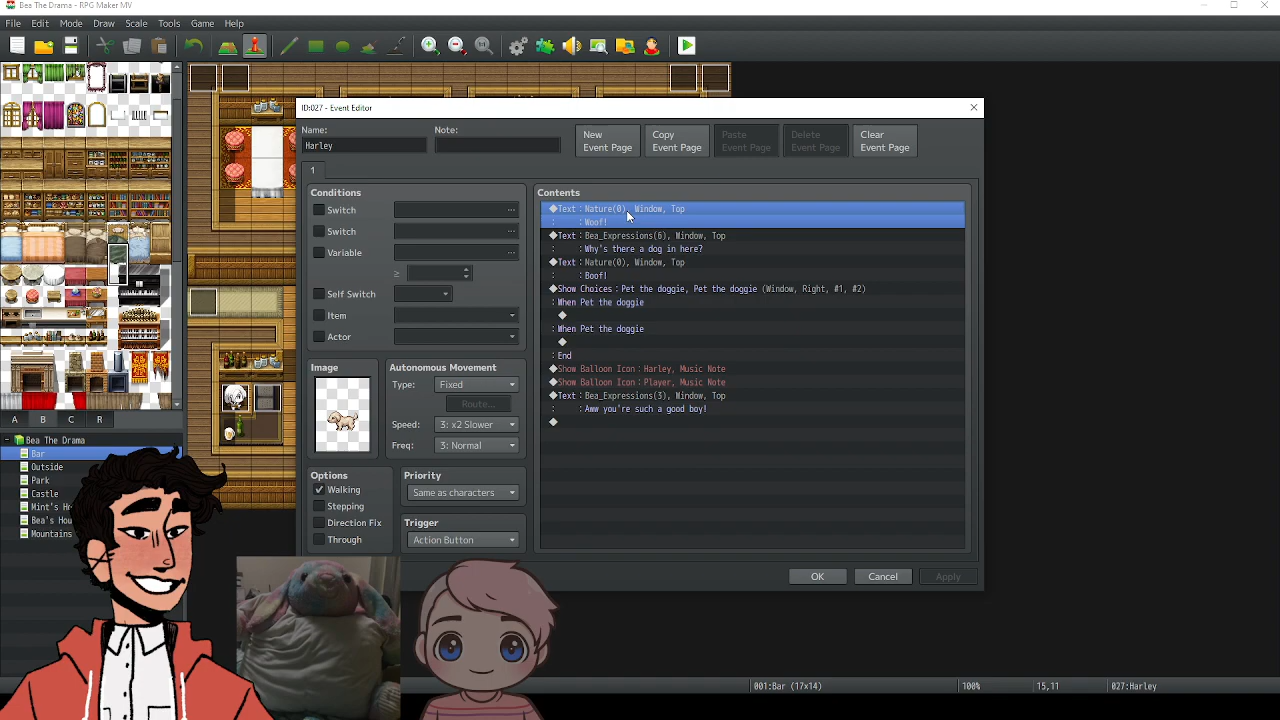 Bea The Drama - RPG Maker MV
File Edit Mode Draw Scale Tools Game Help
ID:027 - Event Editor
Name: Note:
Harley
New Event Page
Copy Event Page
Paste Event Page
Delete Event Page
Clear Event Page
1
Conditions
Switch ...
Switch ...
Variable ...
≥
Self Switch
Item
Actor
Image
Autonomous Movement
Type: Fixed
Route...
Speed: 3: x2 Slower
Freq: 3: Normal
Options
Walking
Stepping
Direction Fix
Through
Priority
Same as characters
Trigger
Action Button
Contents
◆Text : Nature(0), Window, Top
: : Woof!
◆Text : Bea_Expressions(6), Window, Top
: : Why's there a dog in here?
◆Text : Nature(0), Window, Top
: : Boof!
◆Show Choices : Pet the doggie, Pet the doggie (Window, Right, #1, #2)
: When Pet the doggie
◆
: When Pet the doggie
◆
: End
◆Show Balloon Icon : Harley, Music Note
◆Show Balloon Icon : Player, Music Note
◆Text : Bea_Expressions(3), Window, Top
: : Aww you're such a good boy!
◆
OK Cancel Apply
A B C R
Bea The Drama
Bar
Outside
Park
Castle
Mint's Ho
Bea's Hou
Mountains
001:Bar (17x14) 100% 15,11 027:Harley